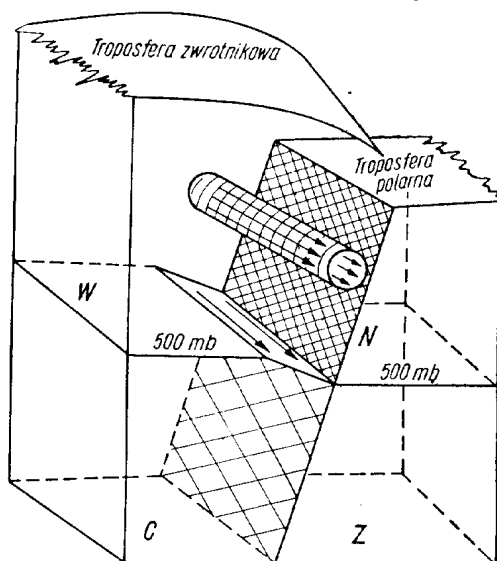 Troposfera zwrotnikowa
Troposfera
polarna
W
N
500 mb
500 mb
C
Z